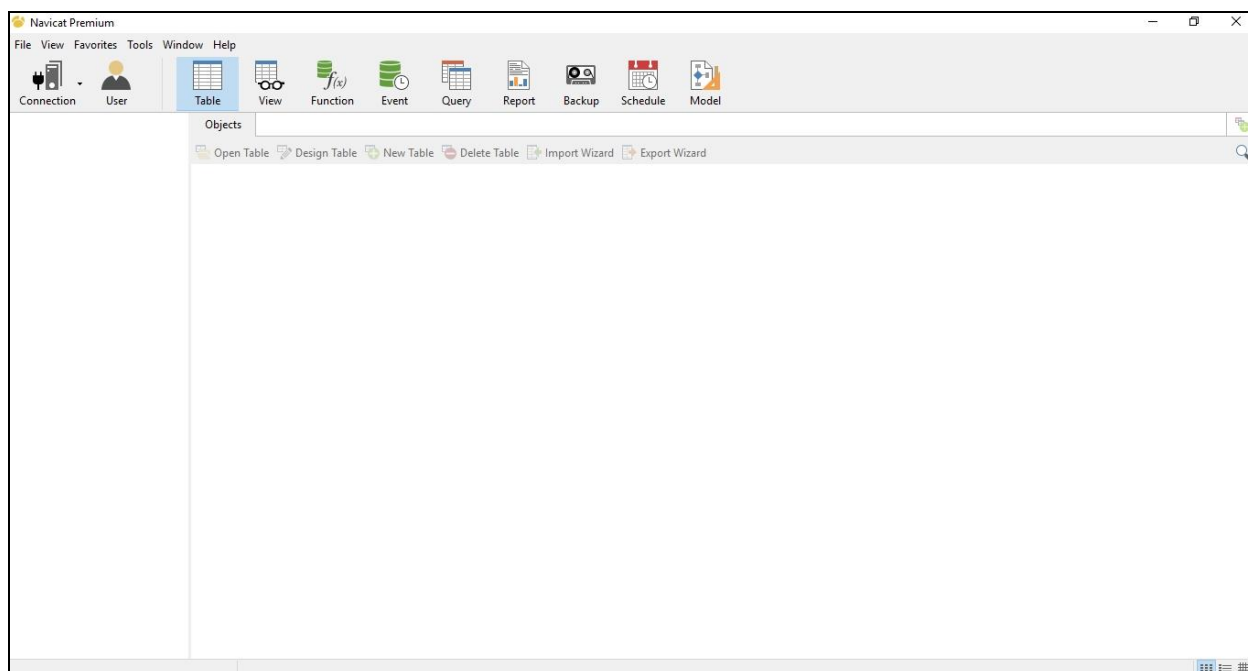 Navicat Premium
File View Favorites Tools Window Help
Connection User Table View Function Event Query Report Backup Schedule Model
Objects
Open Table Design Table New Table Delete Table Import Wizard Export Wizard